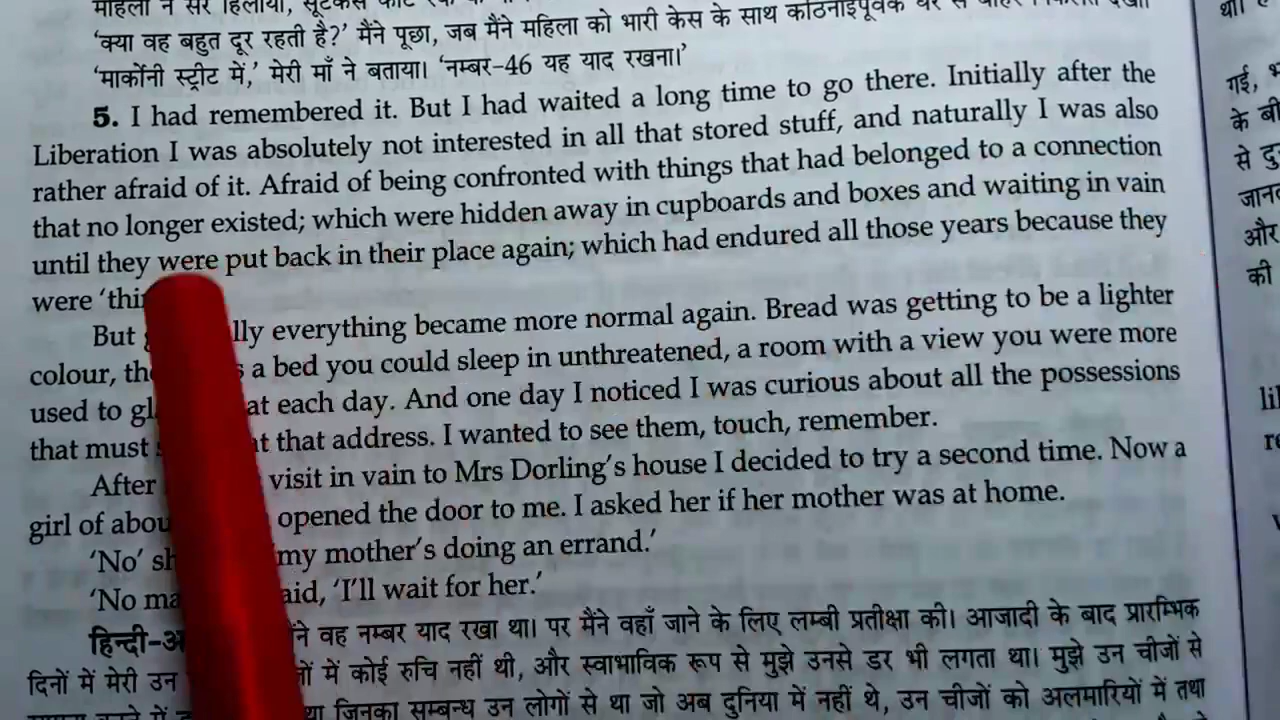 महिला ने सिर हिलाया, सूटकेस
'क्या वह बहुत दूर रहती है?' मैंने पूछा, जब मैंने महिला को भारी केस के साथ कठिनाईपूर्वक घर से बाहर
'मार्कोनी स्ट्रीट में,' मेरी माँ ने बताया। 'नम्बर-46 यह याद रखना।'
5. I had remembered it. But I had waited a long time to go there. Initially after the
Liberation I was absolutely not interested in all that stored stuff, and naturally I was also
rather afraid of it. Afraid of being confronted with things that had belonged to a connection
that no longer existed; which were hidden away in cupboards and boxes and waiting in vain
until they were put back in their place again; which had endured all those years because they
were
But everything became more normal again. Bread was getting to be a lighter
colour, a bed you could sleep in unthreatened, a room with a view you were more
used to at each day. And one day I noticed I was curious about all the possessions
that must that address. I wanted to see them, touch, remember.
After visit in vain to Mrs Dorling's house I decided to try a second time. Now a
girl of opened the door to me. I asked her if her mother was at home.
'No' my mother's doing an errand.'
'No 'I'll wait for her.'
वह नम्बर याद रखा था। पर मैंने वहाँ जाने के लिए लम्बी प्रतीक्षा की। आजादी के बाद प्रारम्भिक
दिनों में मेरी उन में कोई रुचि नहीं थी, और स्वाभाविक रूप से मुझे उनसे डर भी लगता था। मुझे उन चीजों से
जिनका सम्बन्ध उन लोगों से था जो अब दुनिया में नहीं थे, उन चीजों को अलमारियों में तथा
था।
गई,
के
से
और
की